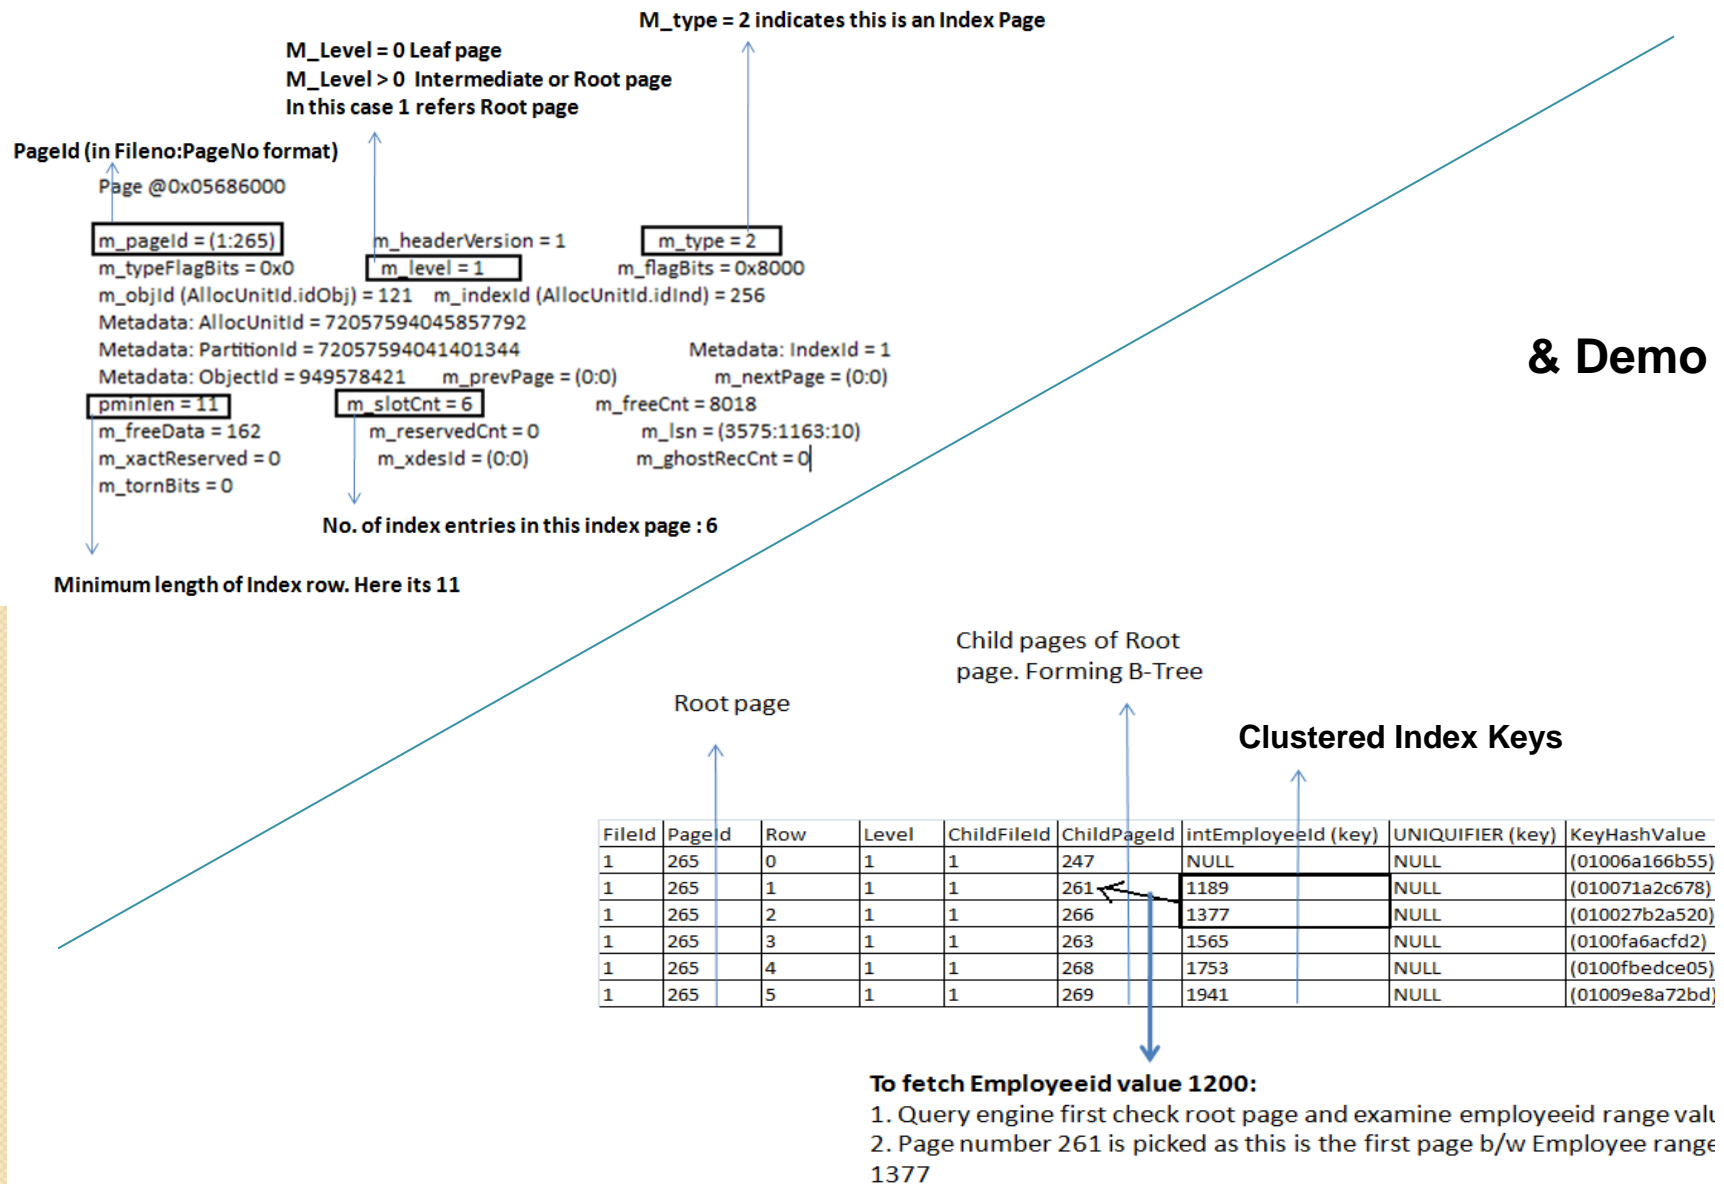 M_type = 2 indicates this is an Index Page
M_Level = 0 Leaf page
M_Level > 0 Intermediate or Root page
In this case 1 refers Root page
PageId (in Fileno:PageNo format)
Page @0x05686000
m_pageId = (1:265) m_headerVersion = 1 m_type = 2
m_typeFlagBits = 0x0 m_level = 1 m_flagBits = 0x8000
m_objId (AllocUnitId.idObj) = 121 m_indexId (AllocUnitId.idInd) = 256
Metadata: AllocUnitId = 72057594045857792
Metadata: PartitionId = 72057594041401344 Metadata: IndexId = 1
Metadata: ObjectId = 949578421 m_prevPage = (0:0) m_nextPage = (0:0)
pminlen = 11 m_slotCnt = 6 m_freeCnt = 8018
m_freeData = 162 m_reservedCnt = 0 m_lsn = (3575:1163:10)
m_xactReserved = 0 m_xdesId = (0:0) m_ghostRecCnt = 0
m_tornBits = 0
No. of index entries in this index page : 6
Minimum length of Index row. Here its 11
& Demo
Child pages of Root
page. Forming B-Tree
Root page
Clustered Index Keys
FileId PageId Row Level ChildFileId ChildPageId intEmployeeId (key) UNIQUIFIER (key) KeyHashValue
1 265 0 1 1 247 NULL NULL (01006a166b55)
1 265 1 1 1 261 1189 NULL (010071a2c678)
1 265 2 1 1 266 1377 NULL (010027b2a520)
1 265 3 1 1 263 1565 NULL (0100fa6acfd2)
1 265 4 1 1 268 1753 NULL (0100fbedce05)
1 265 5 1 1 269 1941 NULL (01009e8a72bd)
To fetch Employeeid value 1200:
1. Query engine first check root page and examine employeeid range
2. Page number 261 is picked as this is the first page b/w Employee range
1377